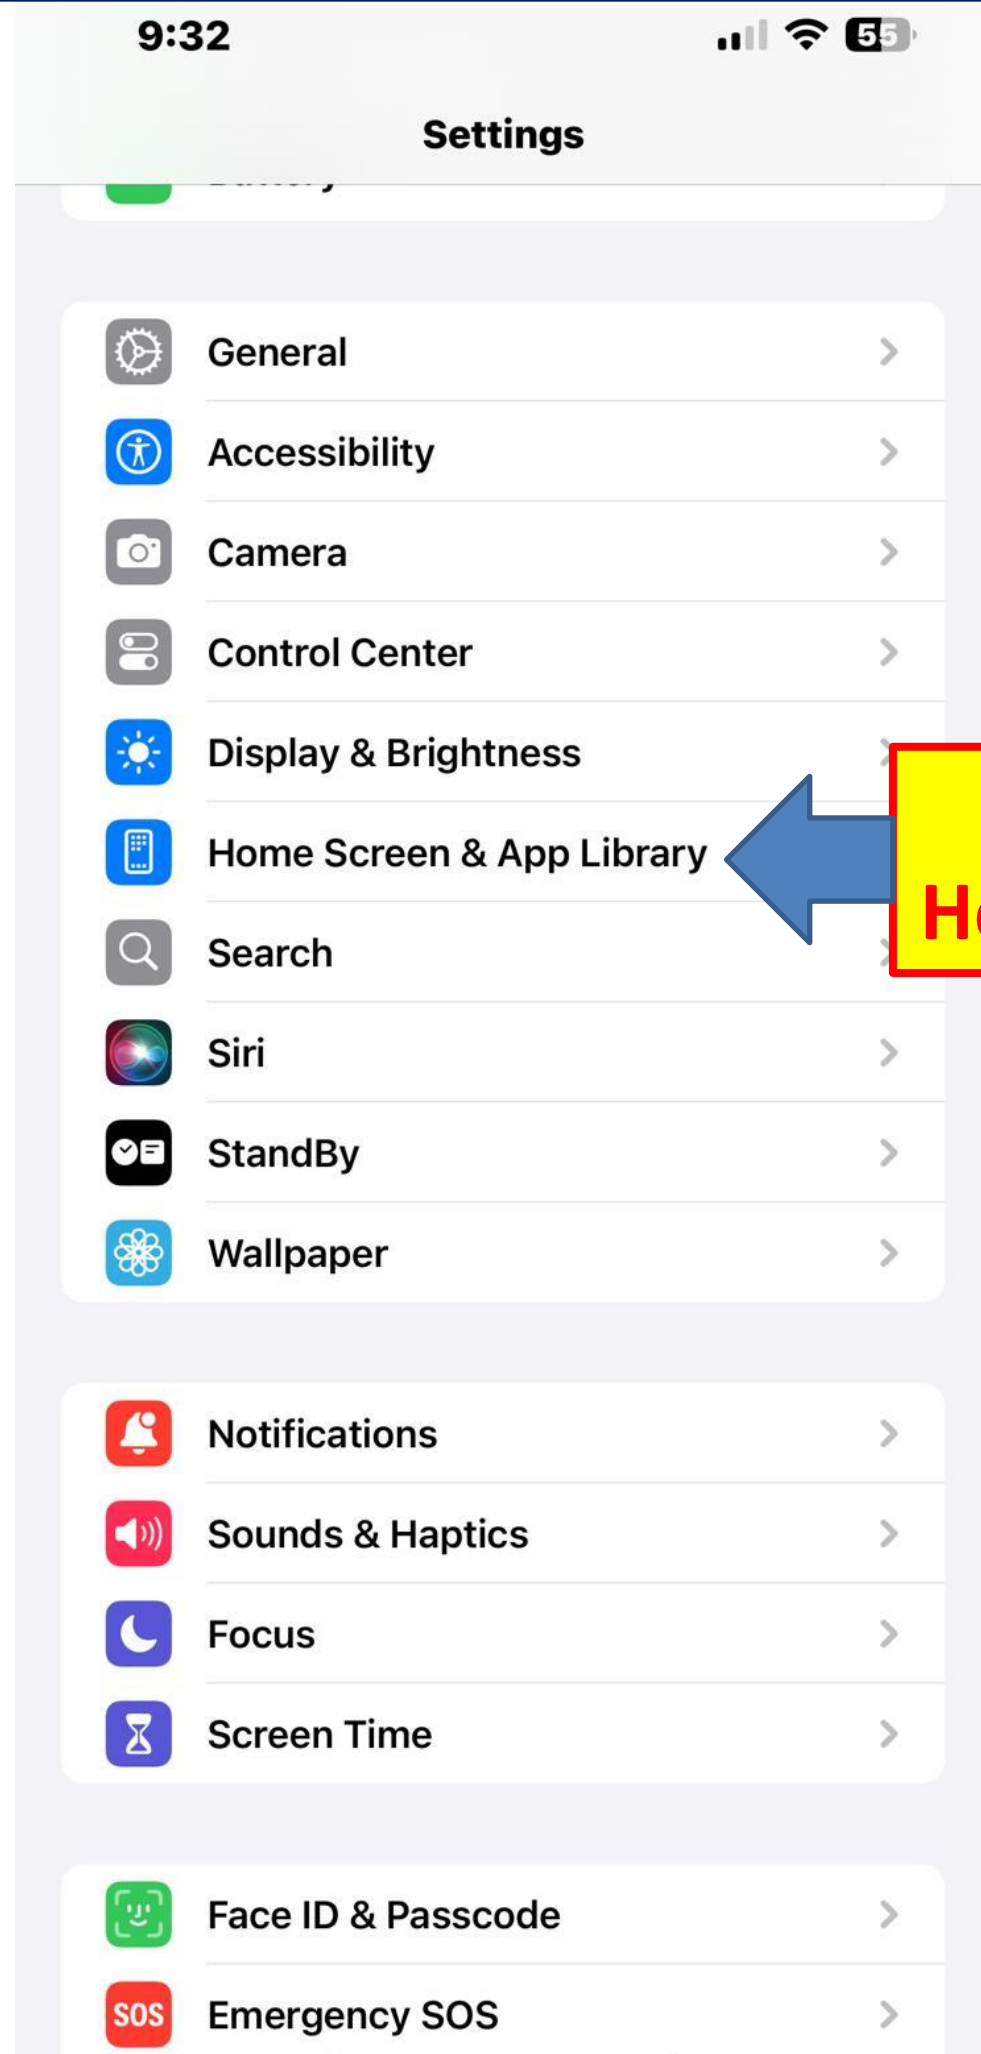 9:32
55
Settings
General
Accessibility
Camera
Control Center
Display & Brightness
Home Screen & App Library
Search
Siri
StandBy
Wallpaper
Notifications
Sounds & Haptics
Focus
Screen Time
Face ID & Passcode
SOS Emergency SOS